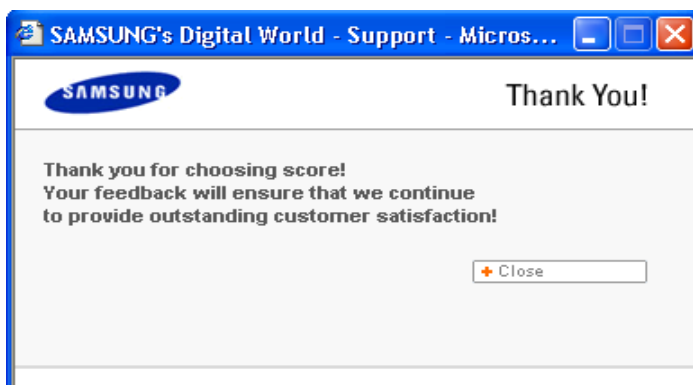 SAMSUNG's Digital World - Support - Micros...
SAMSUNG
Thank You!
Thank you for choosing score!
Your feedback will ensure that we continue
to provide outstanding customer satisfaction!
Close